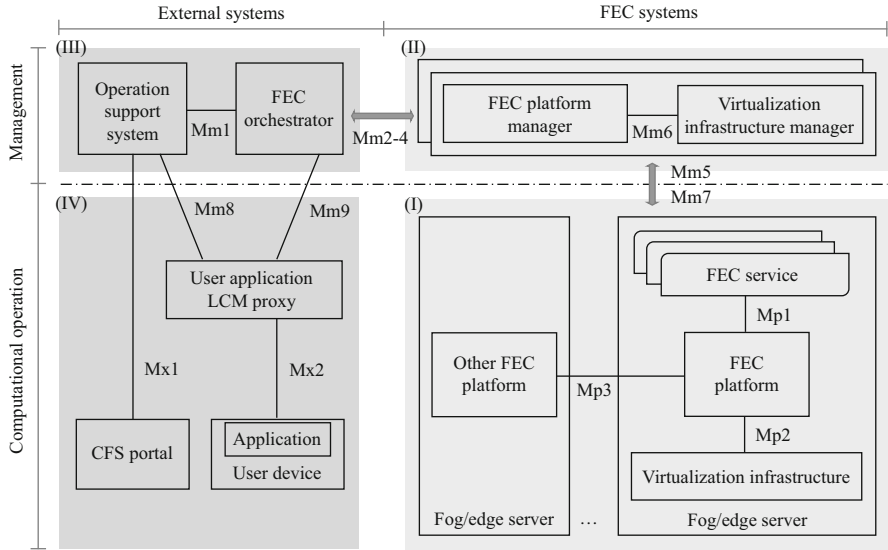 External systems
FEC systems
Management
Computational operation
(III)
Operation
support
system
Mm1
FEC
orchestrator
Mm2-4
(II)
FEC platform
manager
Mm6
Virtualization
infrastructure manager
Mm5
Mm7
(IV)
Mm8
Mm9
User application
LCM proxy
Mx1
Mx2
CFS portal
Application
User device
(I)
FEC service
Mp1
Other FEC
platform
Mp3
FEC
platform
Mp2
Virtualization infrastructure
Fog/edge server
...
Fog/edge server